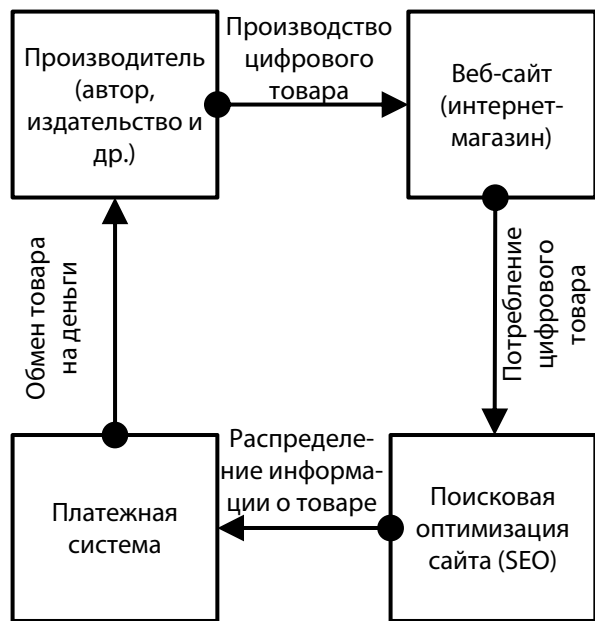 Производитель
(автор,
издательство и
др.)
Производство
цифрового
товара
Веб-сайт
(интернет-
магазин)
Потребление
цифрового
товара
Поисковая
оптимизация
сайта (SEO)
Распределе-
ние информа-
ции о товаре
Платежная
система
Обмен товара
на деньги